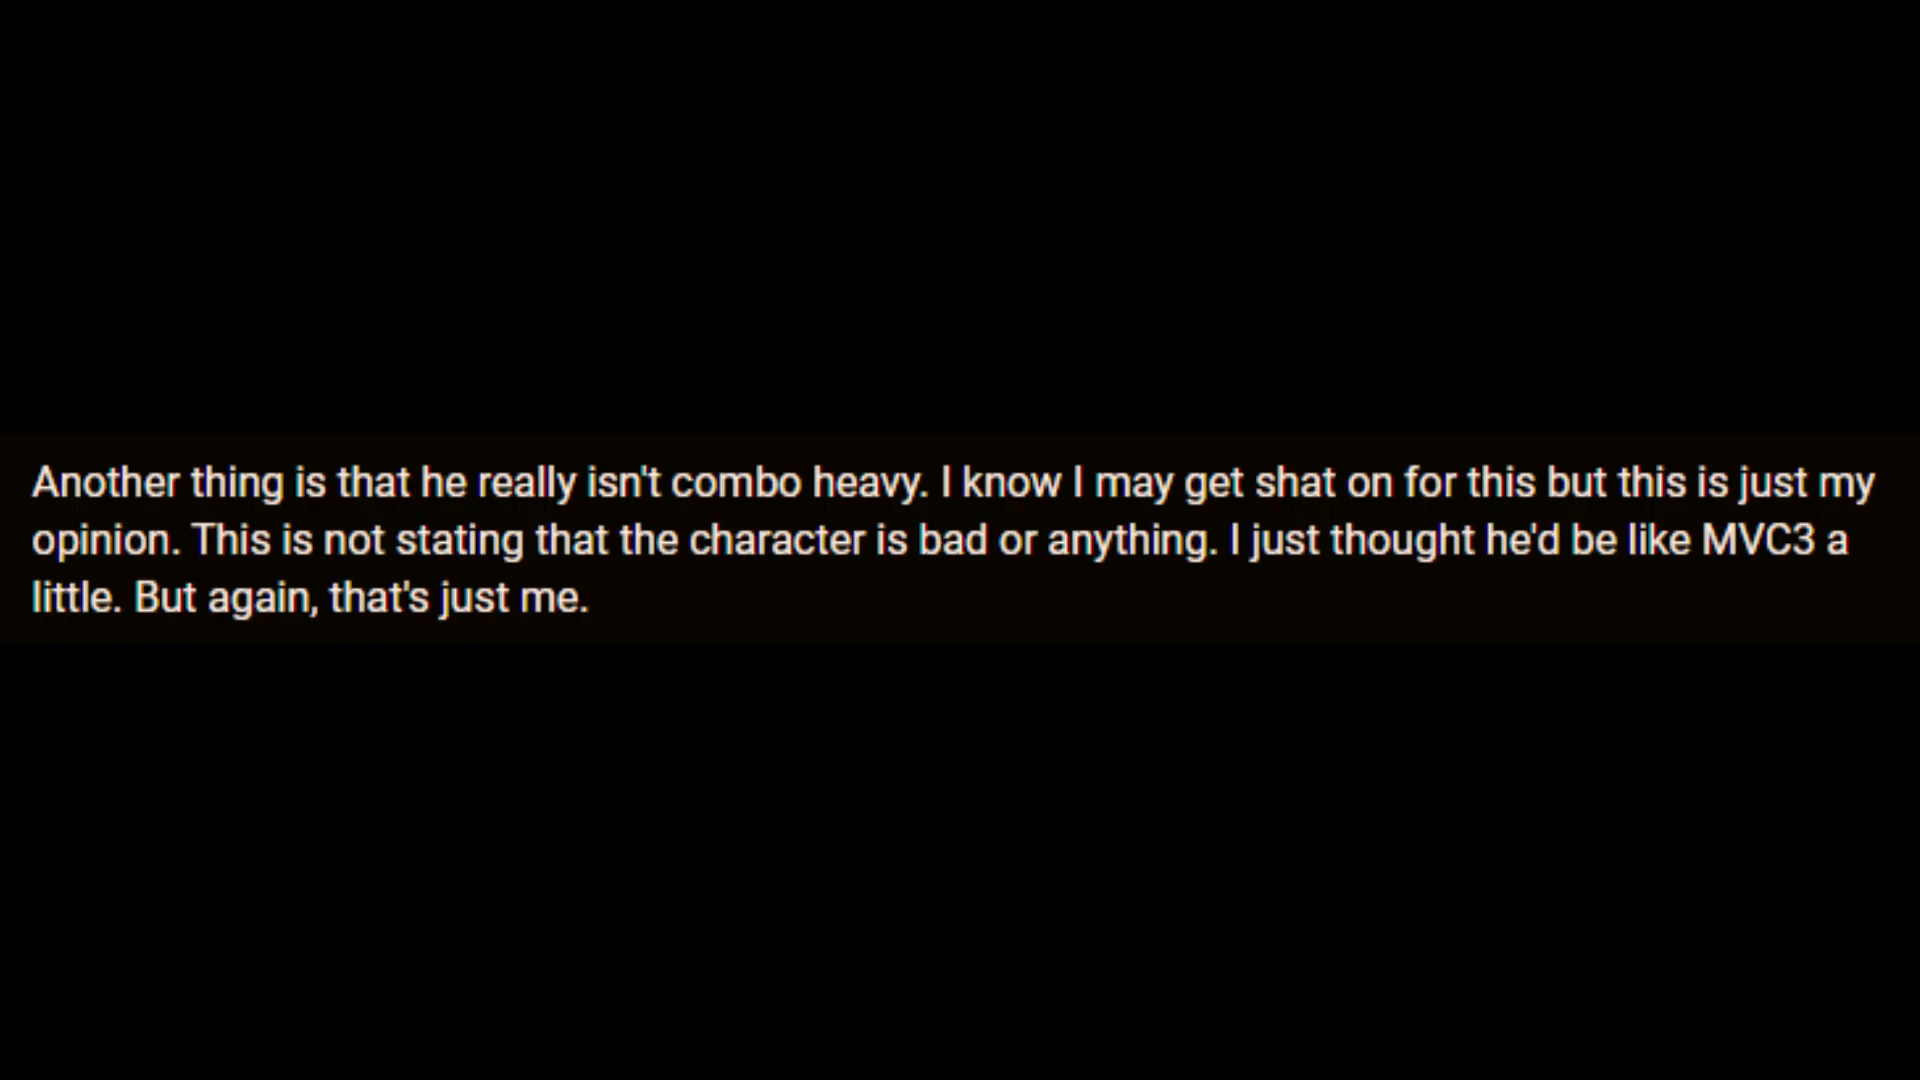 Another thing is that he really isn't combo heavy. I know I may get shat on for this but this is just my
opinion. This is not stating that the character is bad or anything. I just thought he'd be like MVC3 a
little. But again, that's just me.